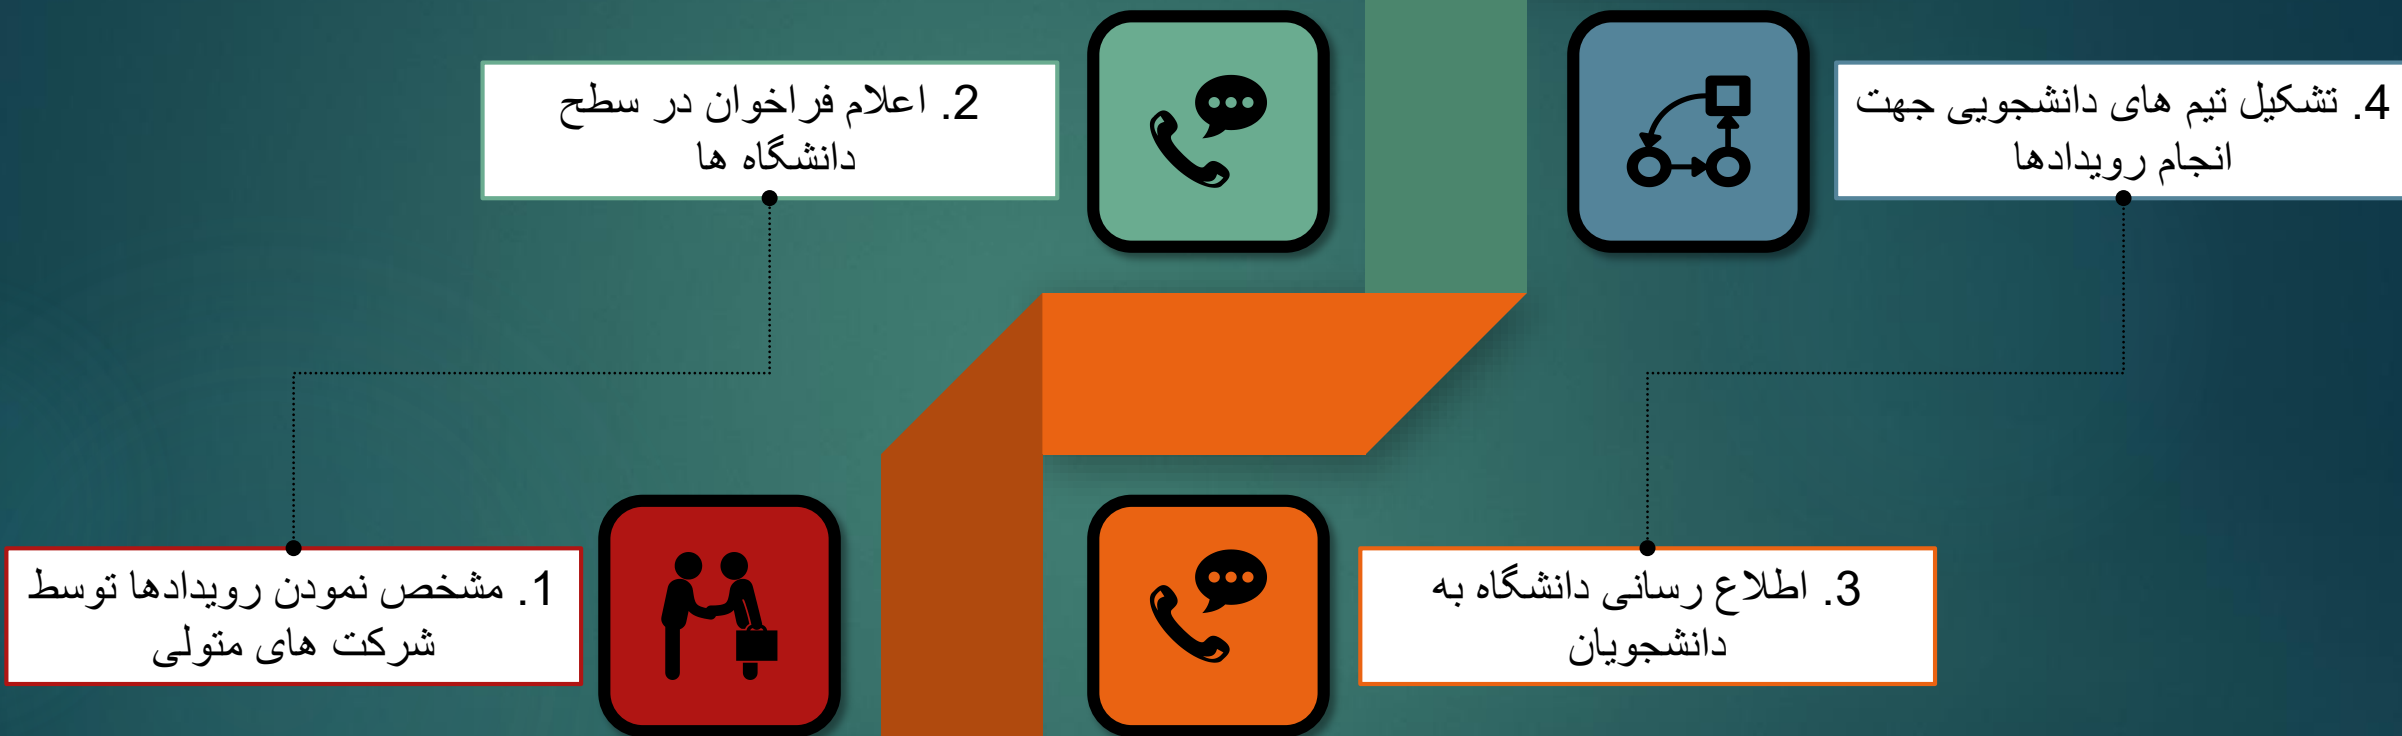 1. مشخص نمودن رویدادها توسط
شرکت های متولی
2. اعلام فراخوان در سطح
دانشگاه ها
3. اطلاع رسانی دانشگاه به
دانشجویان
4. تشکیل تیم های دانشجویی جهت
انجام رویدادها